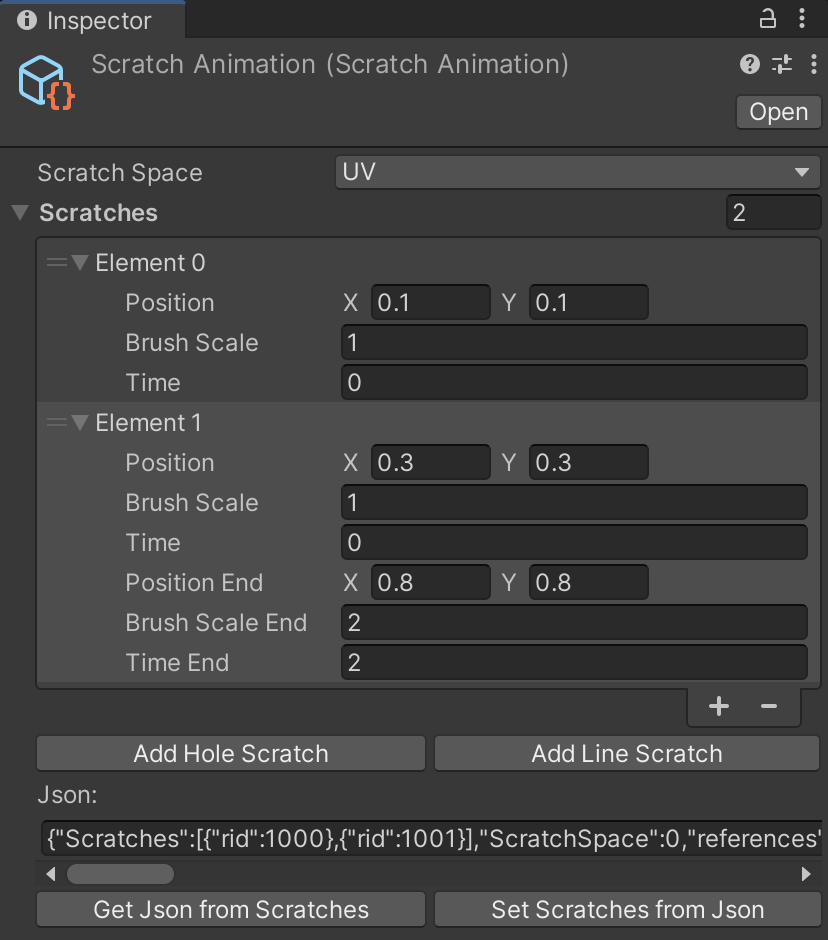 Inspector
Scratch Animation (Scratch Animation)
Open
Scratch Space UV
Scratches 2
Element 0
Position X 0.1 Y 0.1
Brush Scale 1
Time 0
Element 1
Position X 0.3 Y 0.3
Brush Scale 1
Time 0
Position End X 0.8 Y 0.8
Brush Scale End 2
Time End 2
Add Hole Scratch Add Line Scratch
Json:
{"Scratches":[{"rid":1000},{"rid":1001}],"ScratchSpace":0,"references"
Get Json from Scratches Set Scratches from Json